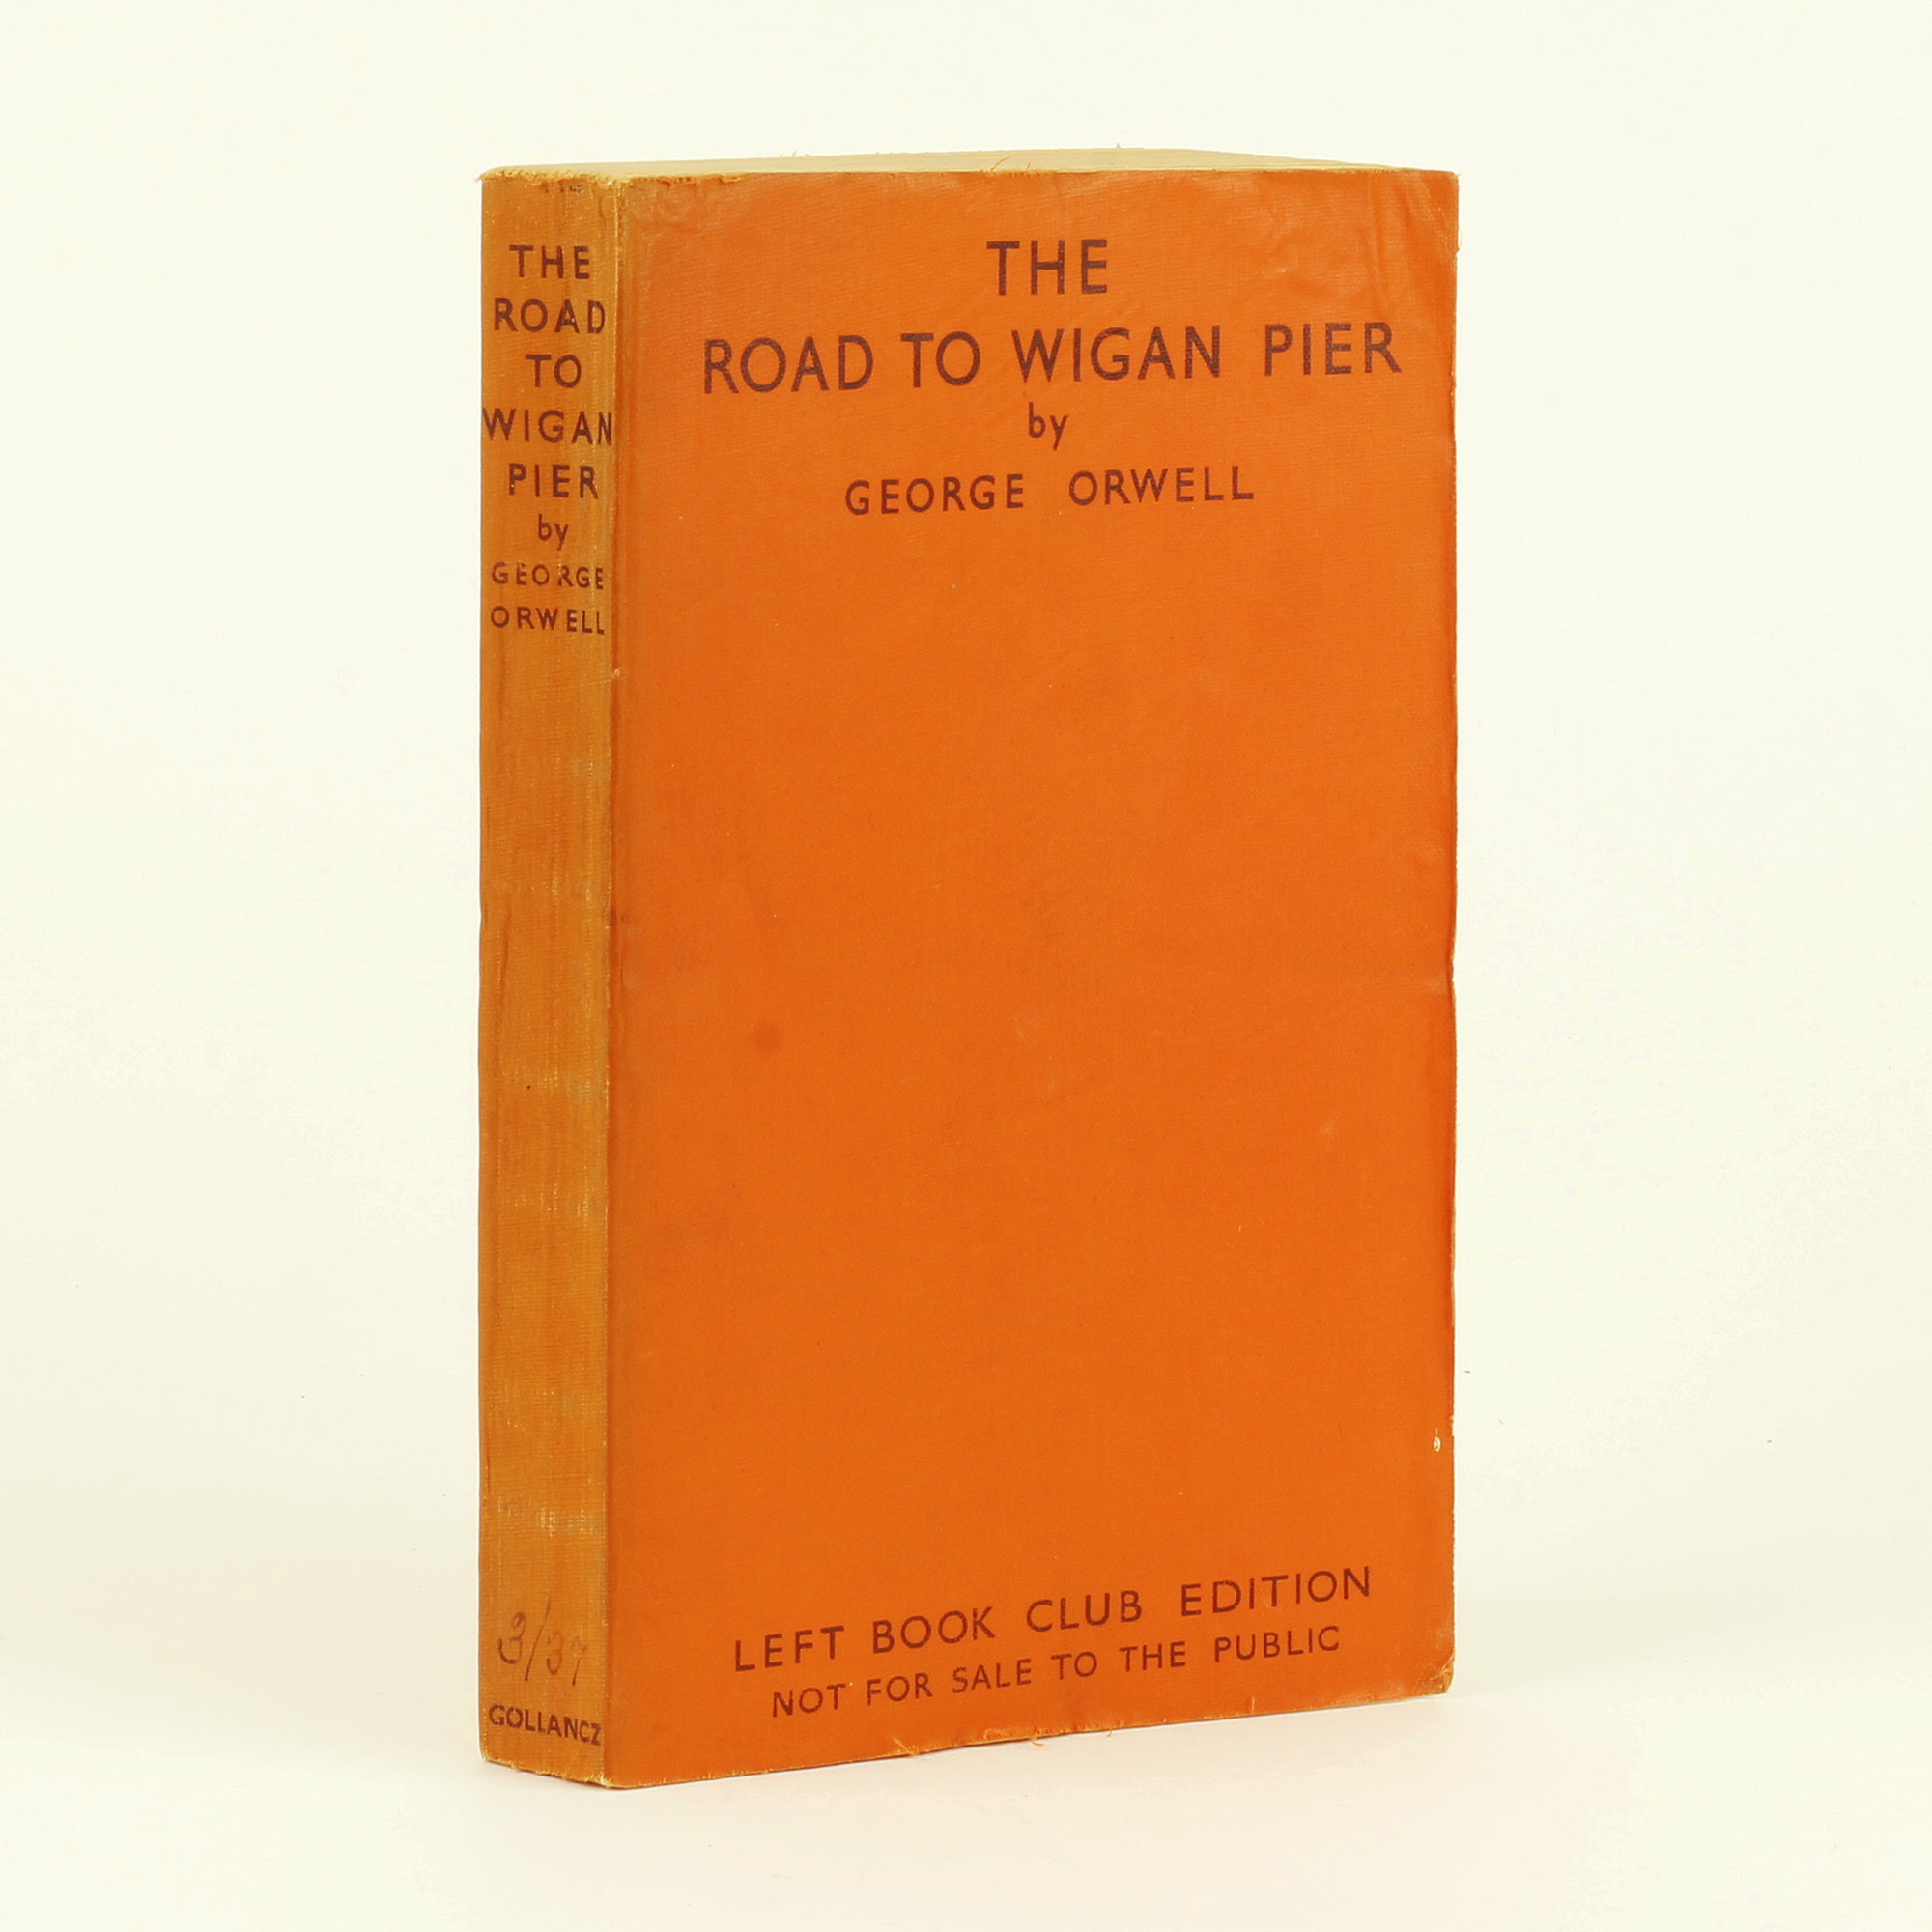 THE
ROAD
TO
WIGAN
PIER
by
GEORGE
ORWELL
3/37
GOLLANCZ
THE
ROAD TO WIGAN PIER
by
GEORGE ORWELL
LEFT BOOK CLUB EDITION
NOT FOR SALE TO THE PUBLIC